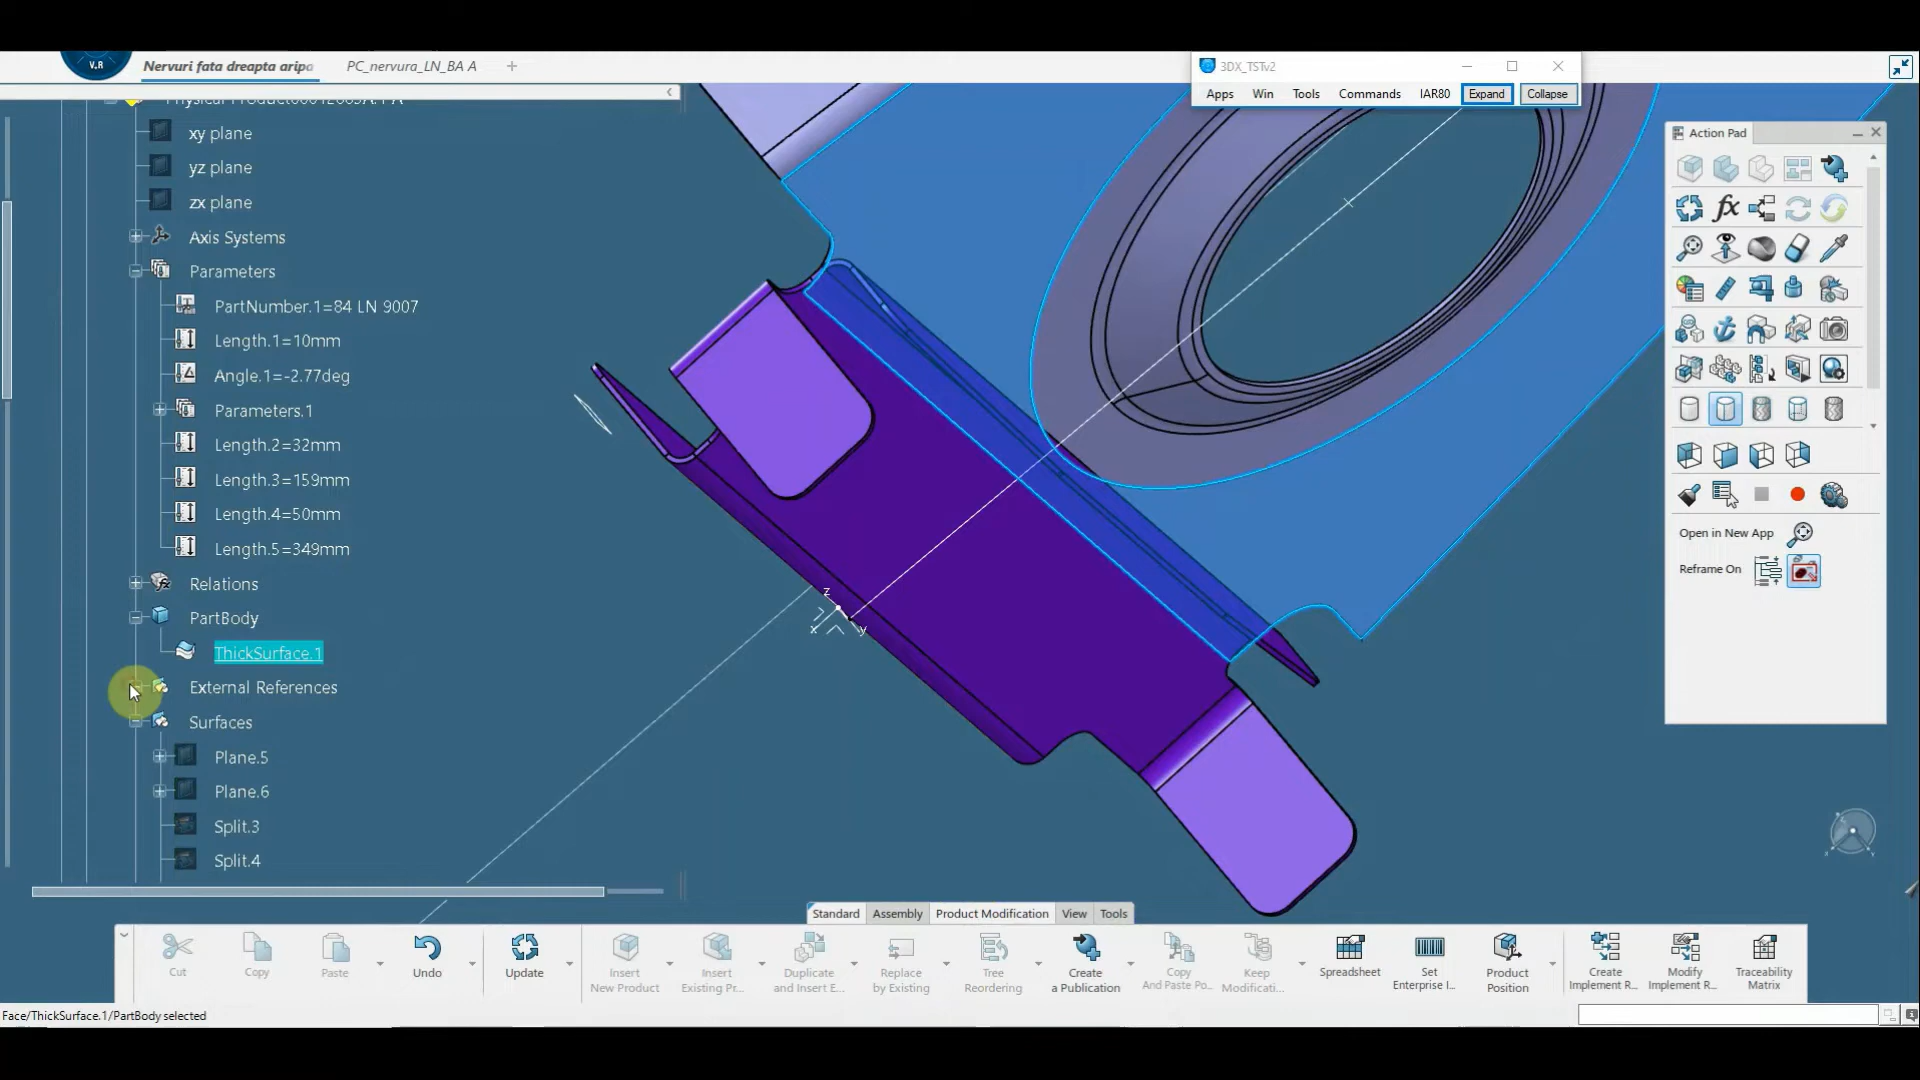 V.R
Nervuri fata dreapta aripa
PC_nervura_LN_BA A
3DX_TSTv2
Apps Win Tools Commands IAR80 Expand Collapse
xy plane
yz plane
zx plane
Axis Systems
Parameters
PartNumber.1=84 LN 9007
Length.1=10mm
Angle.1=-2.77deg
Parameters.1
Length.2=32mm
Length.3=159mm
Length.4=50mm
Length.5=349mm
Relations
PartBody
ThickSurface.1
External References
Surfaces
Plane.5
Plane.6
Split.3
Split.4
z
x
y
Action Pad
Open in New App
Reframe On
Standard Assembly Product Modification View Tools
Cut
Copy
Paste
Undo
Update
Insert
New Product
Insert
Existing Pr...
Duplicate
and Insert E...
Replace
by Existing
Tree
Reordering
Create
a Publication
Copy
And Paste Po...
Keep
Modificati...
Spreadsheet
Set
Enterprise I...
Product
Position
Create
Implement R...
Modify
Implement R...
Traceability
Matrix
Face/ThickSurface.1/PartBody selected